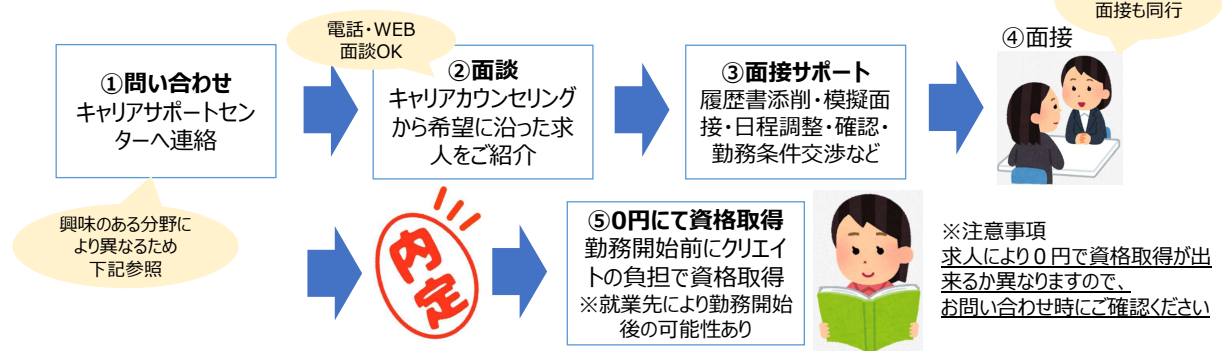 面接も同行
電話・WEB
面談OK
①問い合わせ
キャリアサポートセン
ターへ連絡
②面談
キャリアカウンセリング
から希望に沿った求
人をご紹介
③面接サポート
履歴書添削・模擬面
接・日程調整・確認・
勤務条件交渉など
④面接
興味のある分野に
より異なるため
下記参照
内定
⑤0円にて資格取得
勤務開始前にクリエイ
トの負担で資格取得
※就業先により勤務開始
後の可能性あり
※注意事項
求人により０円で資格取得が出
来るか異なりますので、
お問い合わせ時にご確認ください